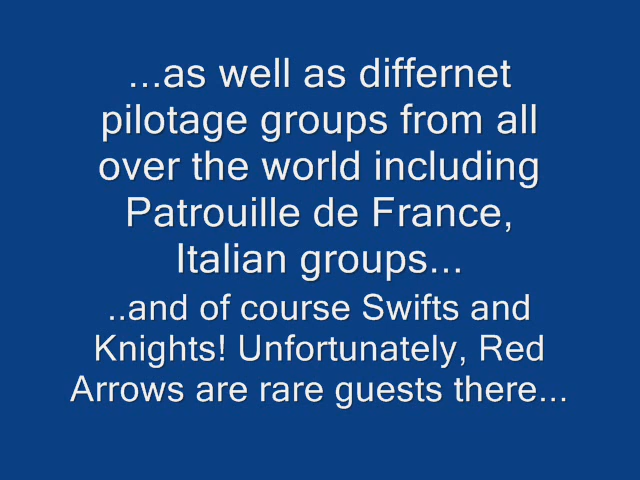 ...as well as differnet
pilotage groups from all
over the world including
Patrouille de France,
Italian groups...
..and of course Swifts and
Knights! Unfortunately, Red
Arrows are rare guests there...